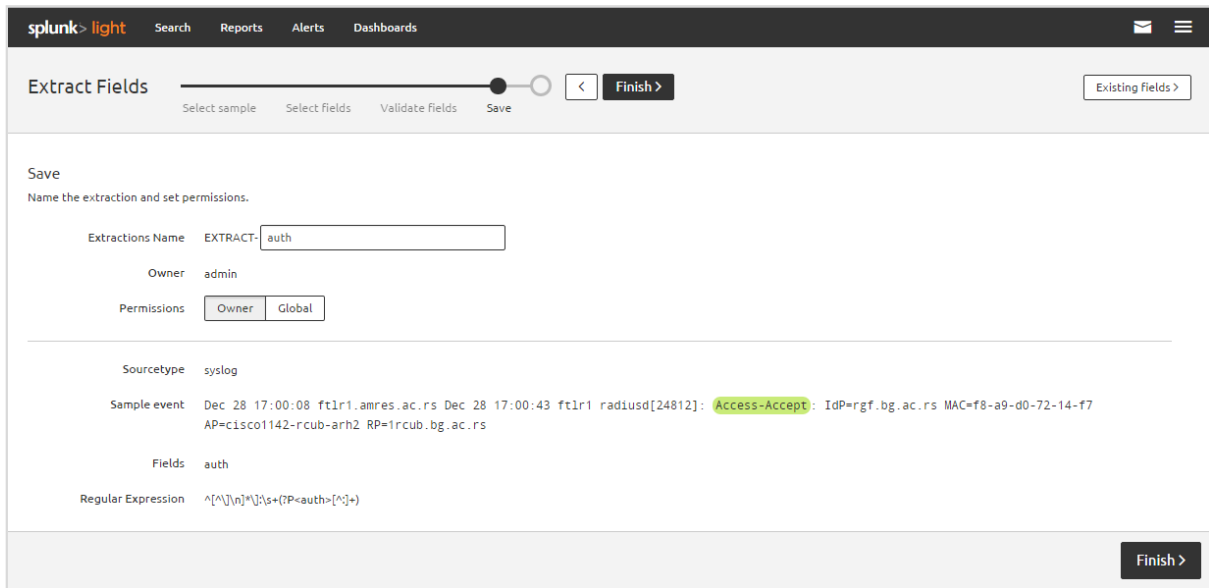 splunk> light Search Reports Alerts Dashboards
Extract Fields
Select sample Select fields Validate fields Save
< Finish >
Existing fields >
Save
Name the extraction and set permissions.
Extractions Name EXTRACT- auth
Owner admin
Permissions Owner Global
Sourcetype syslog
Sample event Dec 28 17:00:08 ftlr1.amres.ac.rs Dec 28 17:00:43 ftlr1 radiusd[24812]: Access-Accept: IdP=rgf.bg.ac.rs MAC=f8-a9-d0-72-14-f7
AP=cisco1142-rcub-arh2 RP=1rcub.bg.ac.rs
Fields auth
Regular Expression ^[^\]\n]*\]:\s+(?P<auth>[^:]+)
Finish >